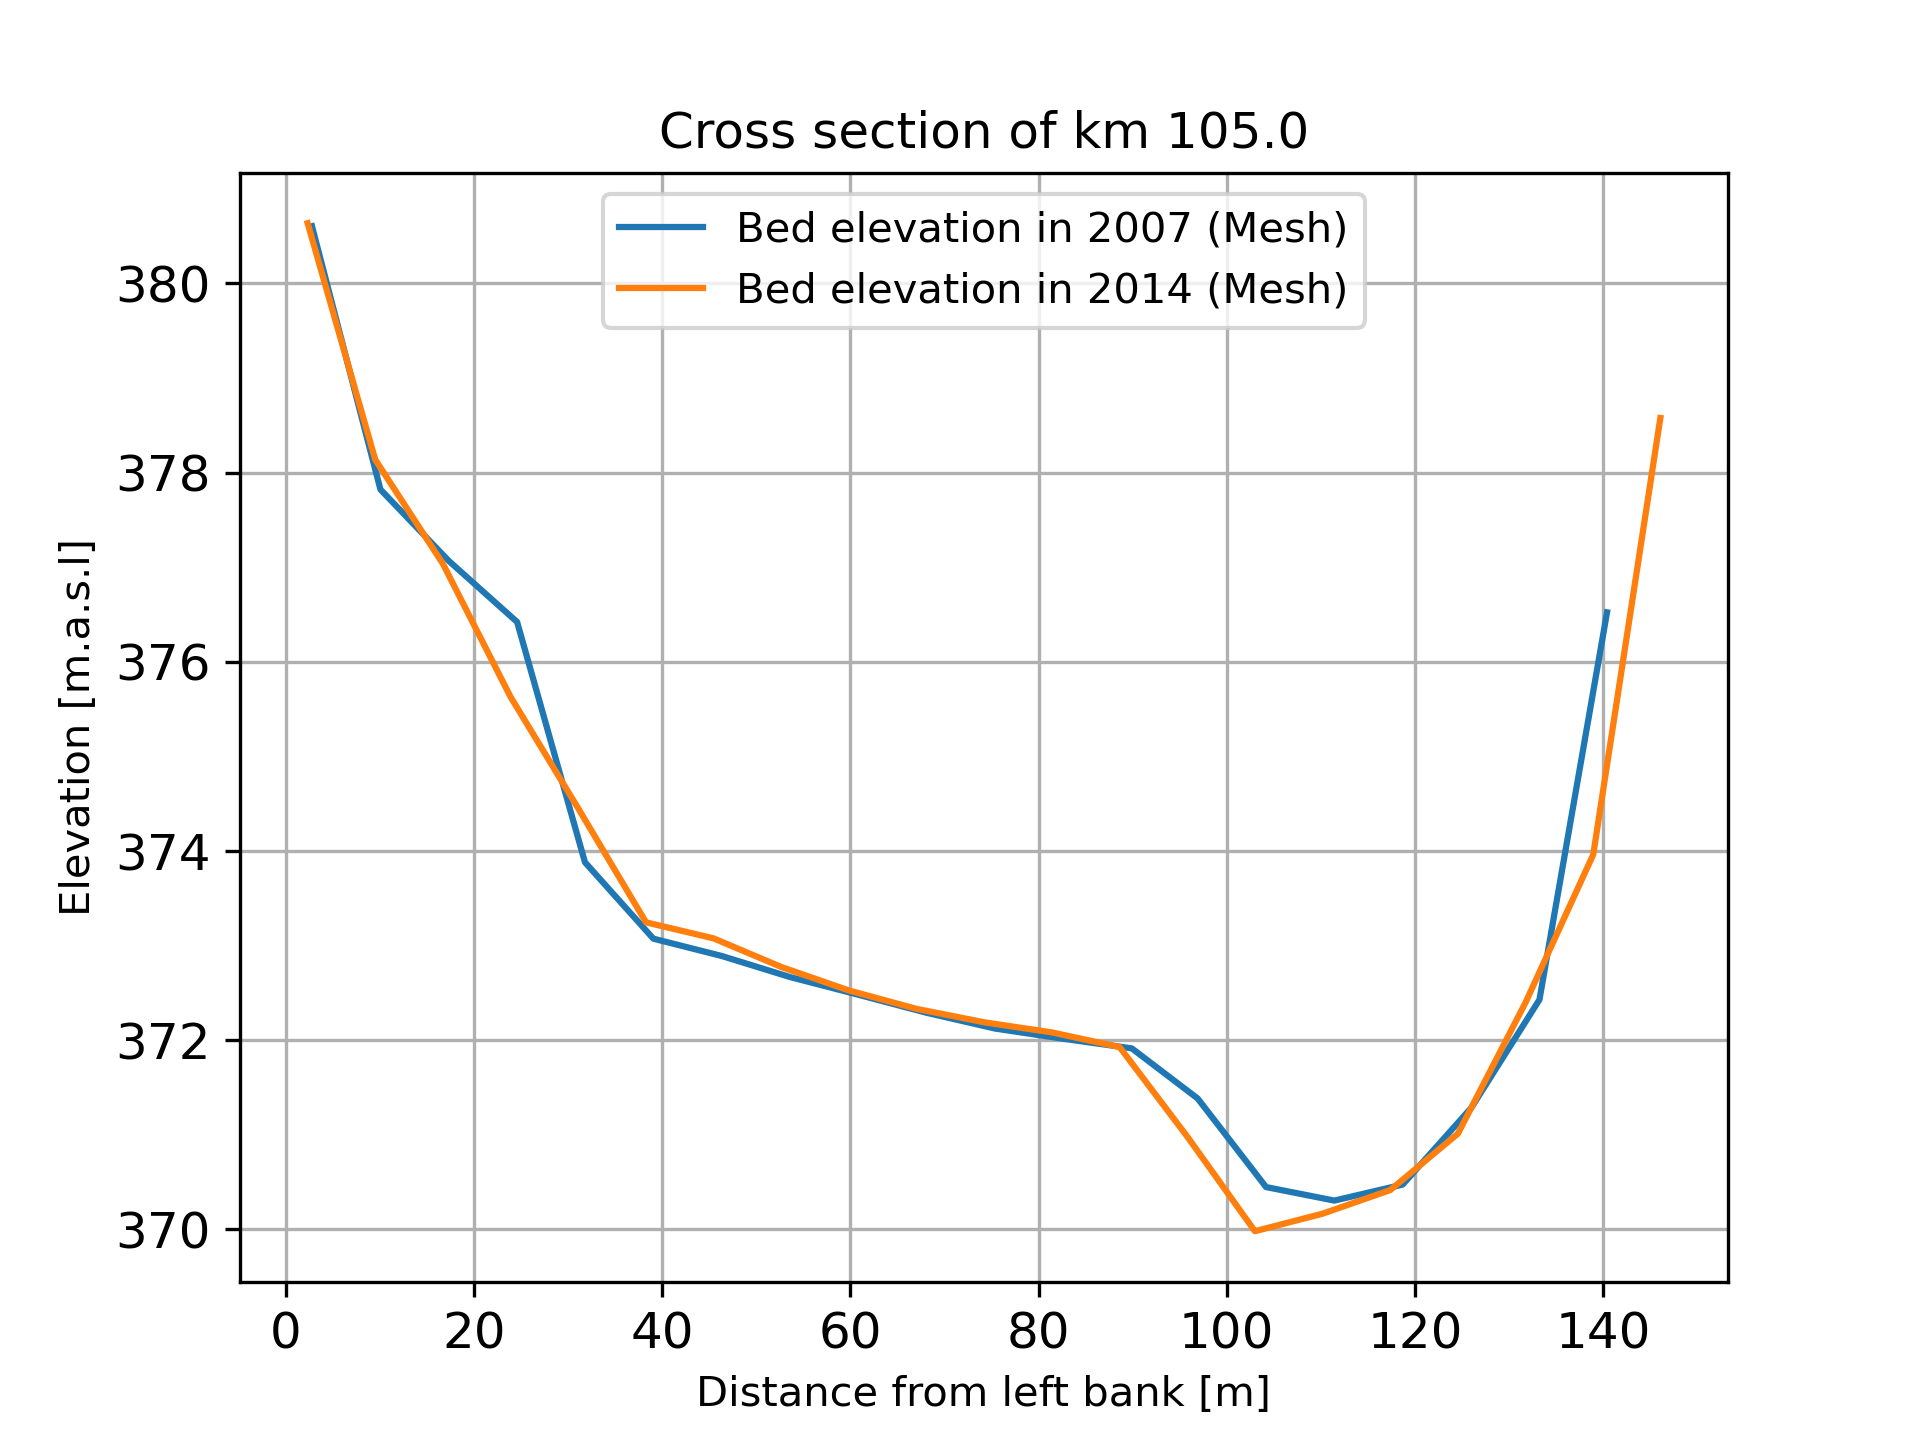 Cross section of km 105.0
Bed elevation in 2007 (Mesh)
Bed elevation in 2014 (Mesh)
Elevation [m.a.s.l]
380
378
376
374
372
370
0 20 40 60 80 100 120 140
Distance from left bank [m]